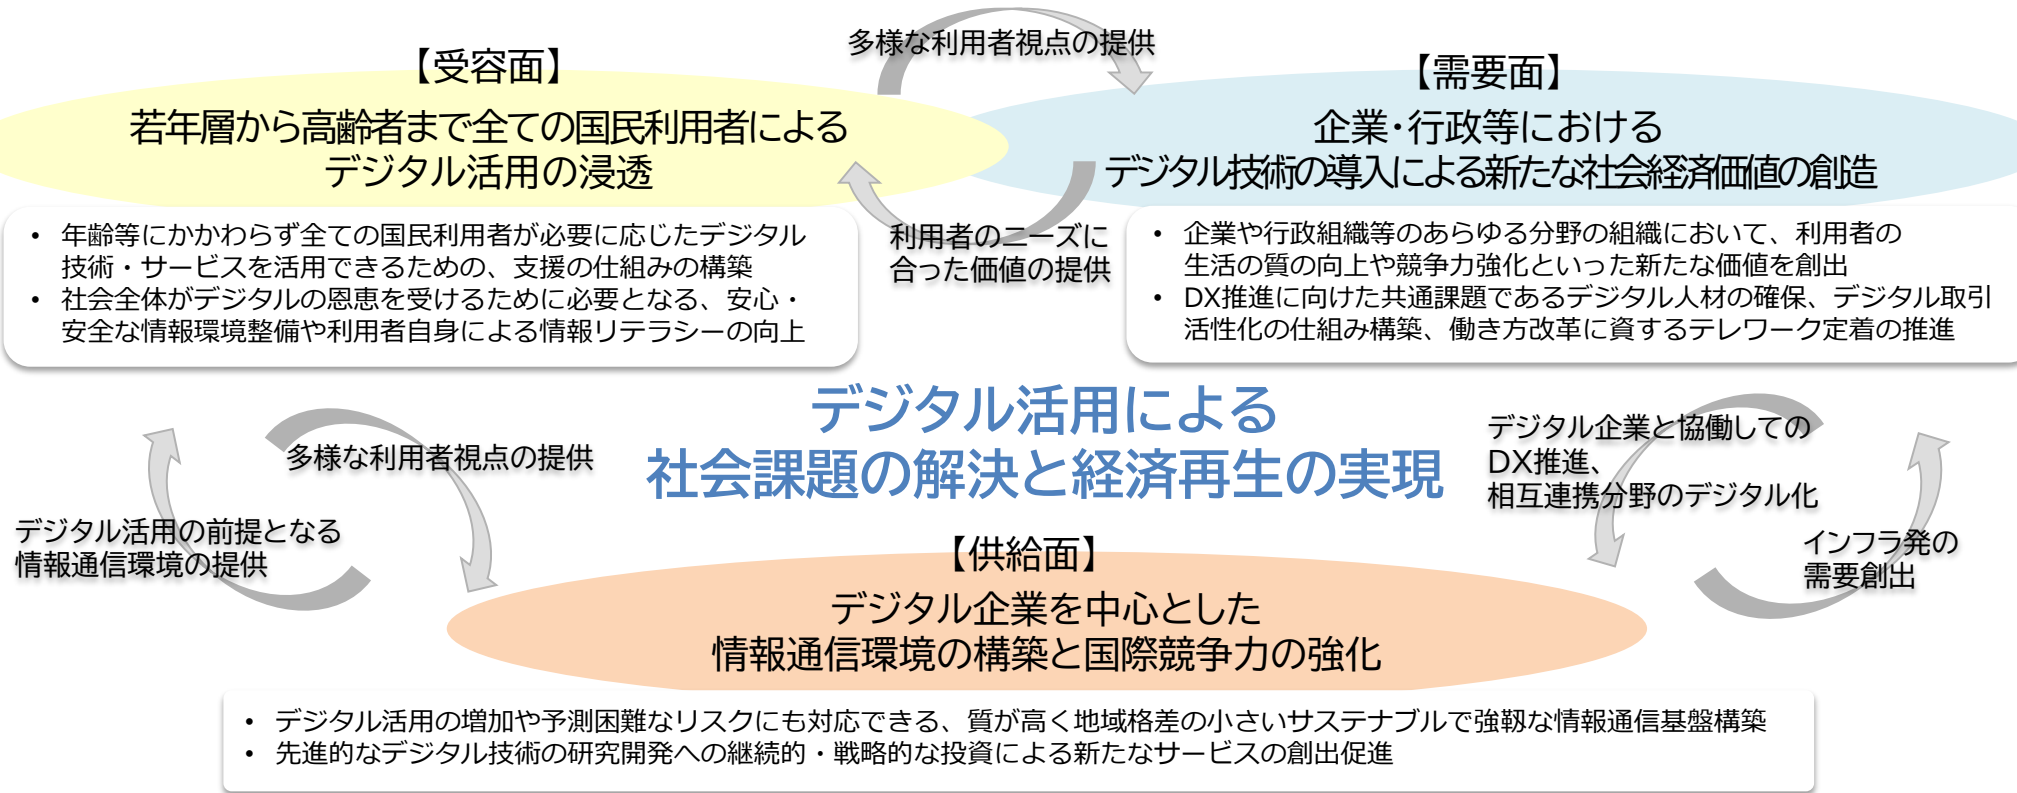 多様な利用者視点の提供
【受容面】
若年層から高齢者まで全ての国民利用者による
デジタル活用の浸透
【需要面】
企業・行政等における
デジタル技術の導入による新たな社会経済価値の創造
• 年齢等にかかわらず全ての国民利用者が必要に応じたデジタル
技術・サービスを活用できるための、支援の仕組みの構築
• 社会全体がデジタルの恩恵を受けるために必要となる、安心・
安全な情報環境整備や利用者自身による情報リテラシーの向上
利用者のニーズに
合った価値の提供
• 企業や行政組織等のあらゆる分野の組織において、利用者の
生活の質の向上や競争力強化といった新たな価値を創出
• DX推進に向けた共通課題であるデジタル人材の確保、デジタル取引
活性化の仕組み構築、働き方改革に資するテレワーク定着の推進
デジタル活用による
社会課題の解決と経済再生の実現
多様な利用者視点の提供
デジタル活用の前提となる
情報通信環境の提供
デジタル企業と協働しての
DX推進、
相互連携分野のデジタル化
インフラ発の
需要創出
【供給面】
デジタル企業を中心とした
情報通信環境の構築と国際競争力の強化
• デジタル活用の増加や予測困難なリスクにも対応できる、質が高く地域格差の小さいサステナブルで強靱な情報通信基盤構築
• 先進的なデジタル技術の研究開発への継続的・戦略的な投資による新たなサービスの創出促進